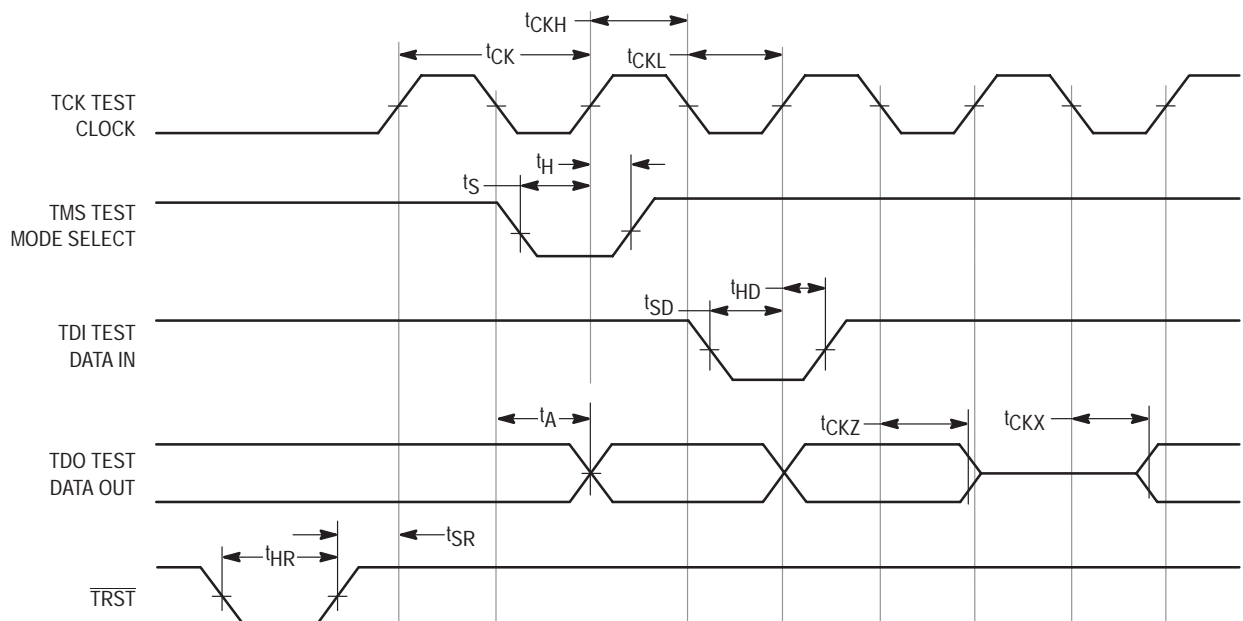 tCKH
tCK
tCKL
TCK TEST
CLOCK
tH
tS
TMS TEST
MODE SELECT
tHD
tSD
TDI TEST
DATA IN
tA
tCKZ
tCKX
TDO TEST
DATA OUT
tSR
tHR
TRST